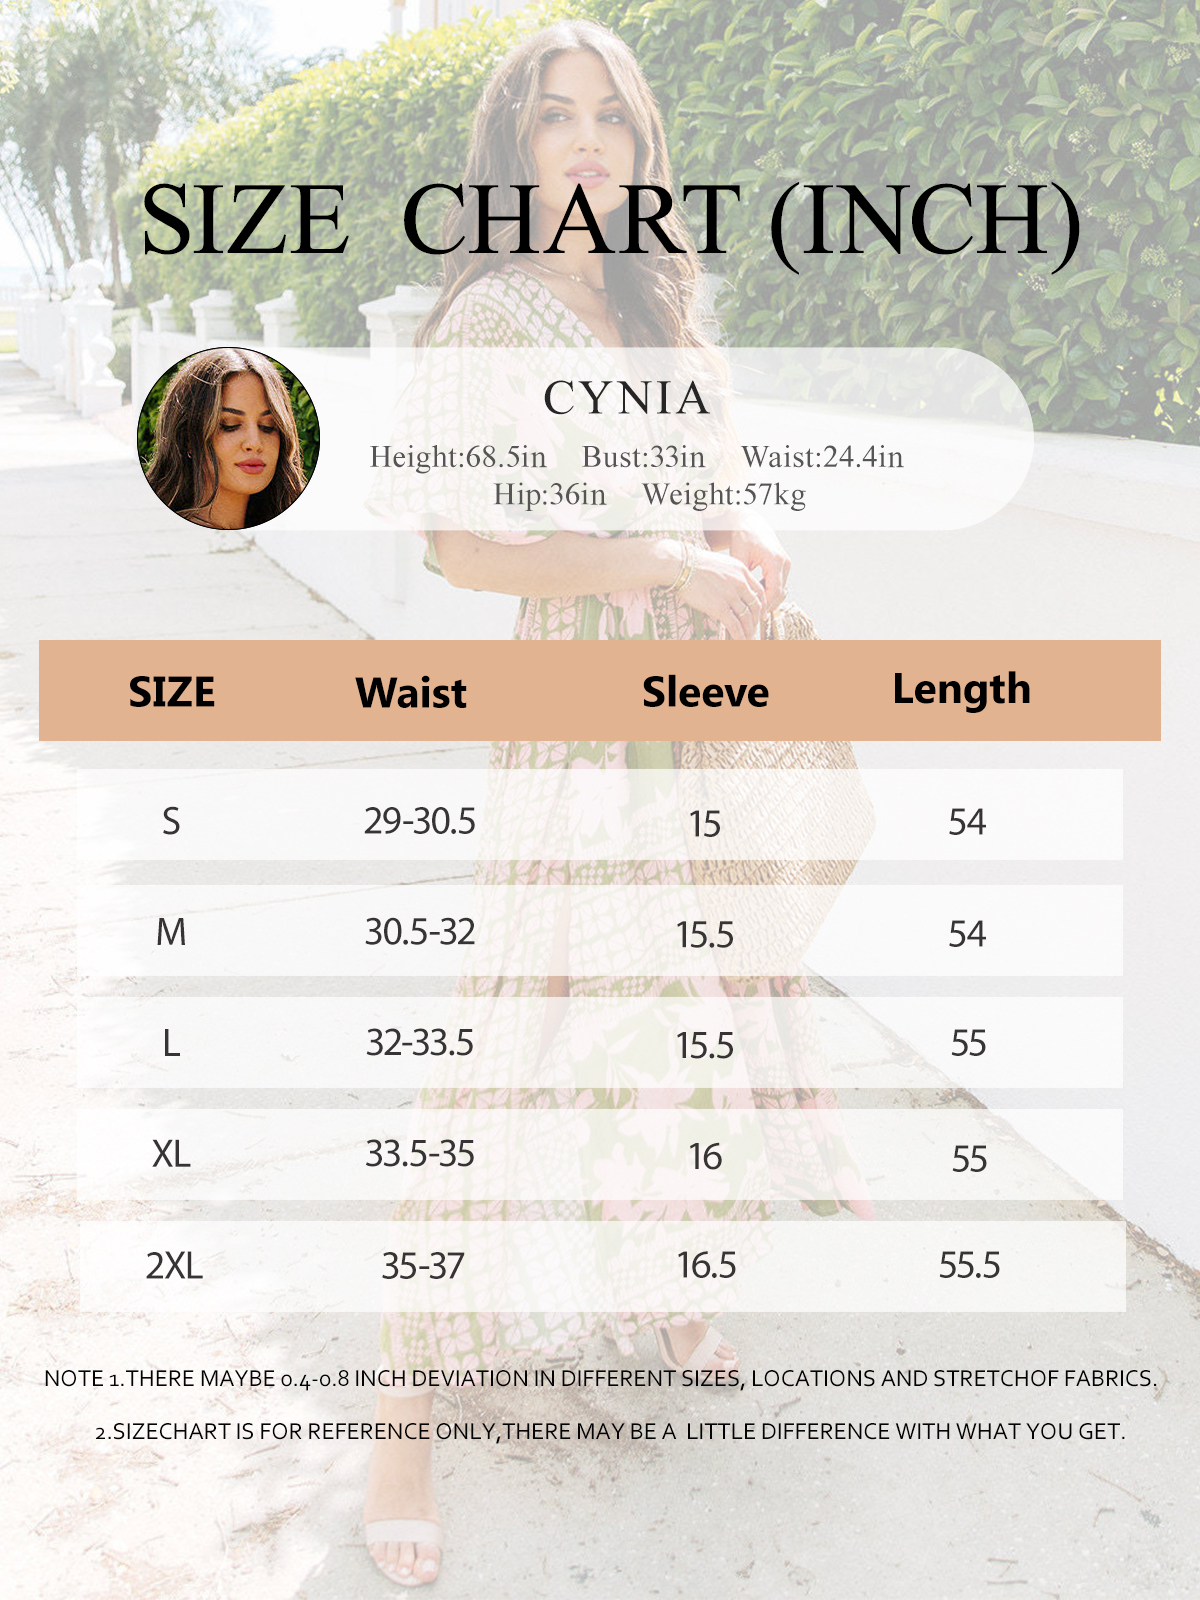 SIZE CHART (INCH)
CYNIA
Height:68.5in Bust:33in Waist:24.4in
Hip:36in Weight:57kg
SIZE Waist Sleeve Length
S 29-30.5 15 54
M 30.5-32 15.5 54
L 32-33.5 15.5 55
XL 33.5-35 16 55
2XL 35-37 16.5 55.5
NOTE 1.THERE MAYBE 0.4-0.8 INCH DEVIATION IN DIFFERENT SIZES, LOCATIONS AND STRETCHOF FABRICS.
2.SIZECHART IS FOR REFERENCE ONLY,THERE MAY BE A LITTLE DIFFERENCE WITH WHAT YOU GET.